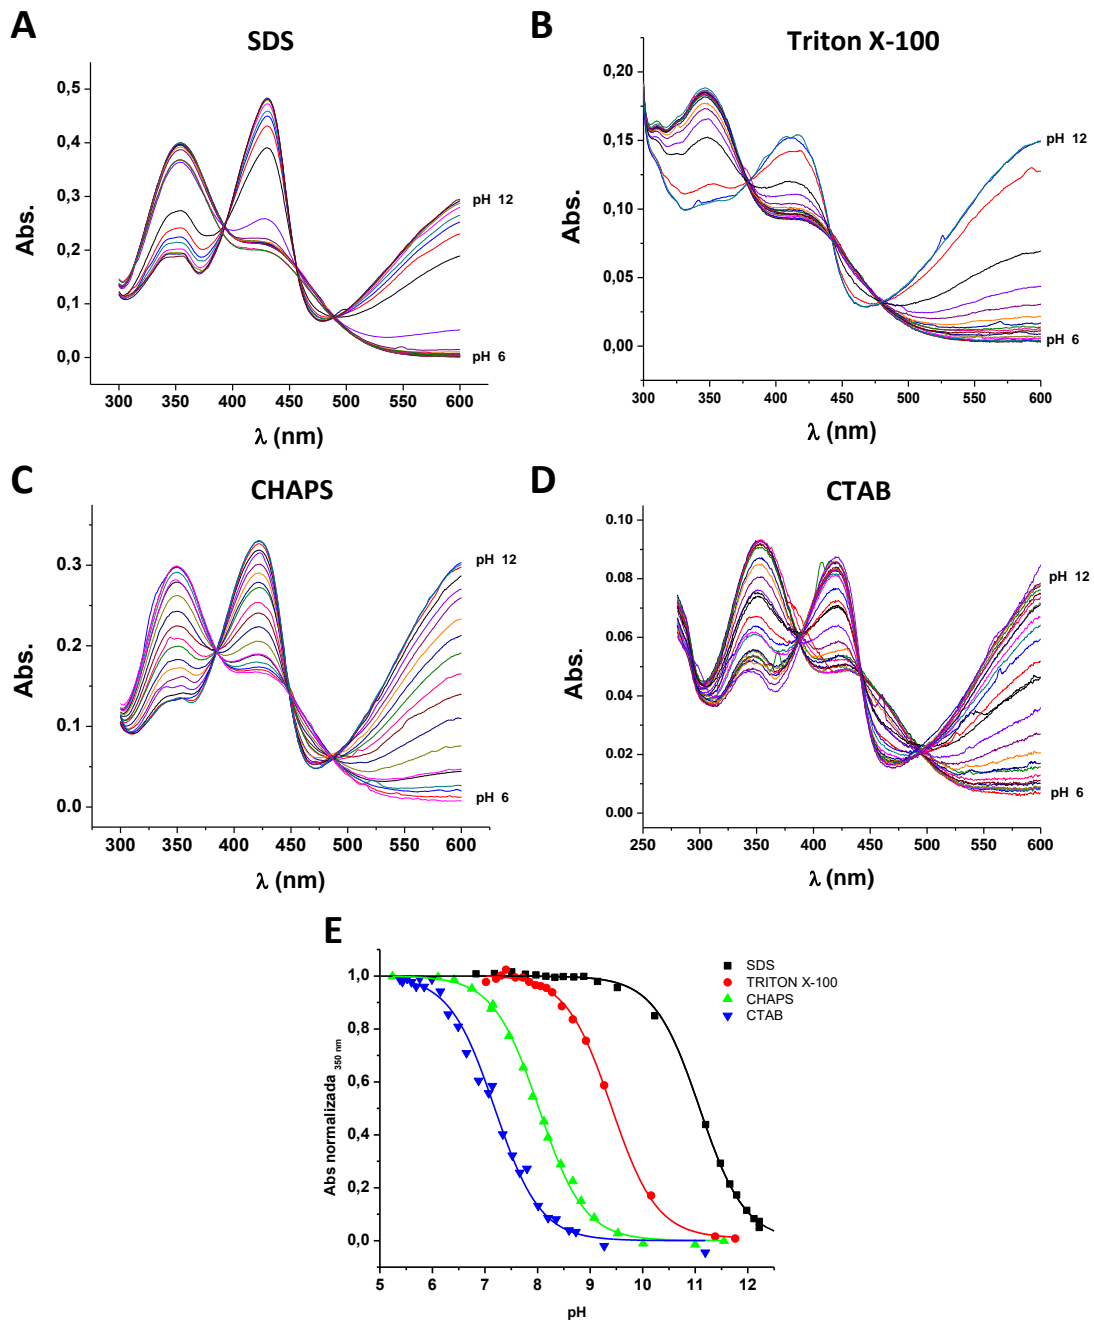 A
SDS
Abs.
0,5
0,4
0,3
0,2
0,1
0,0
pH 12
pH 6
300 350 400 450 500 550 600
λ (nm)
B
Triton X-100
Abs.
0,20
0,15
0,10
0,05
0,00
pH 12
pH 6
300 350 400 450 500 550 600
λ (nm)
C
CHAPS
Abs.
0.3
0.2
0.1
0.0
pH 12
pH 6
300 350 400 450 500 550 600
λ (nm)
D
CTAB
Abs.
0.10
0.08
0.06
0.04
0.02
0.00
pH 12
pH 6
250 300 350 400 450 500 550 600
λ (nm)
E
Abs normalizada 350 nm
1,0
0,8
0,6
0,4
0,2
0,0
SDS
TRITON X-100
CHAPS
CTAB
5 6 7 8 9 10 11 12
pH